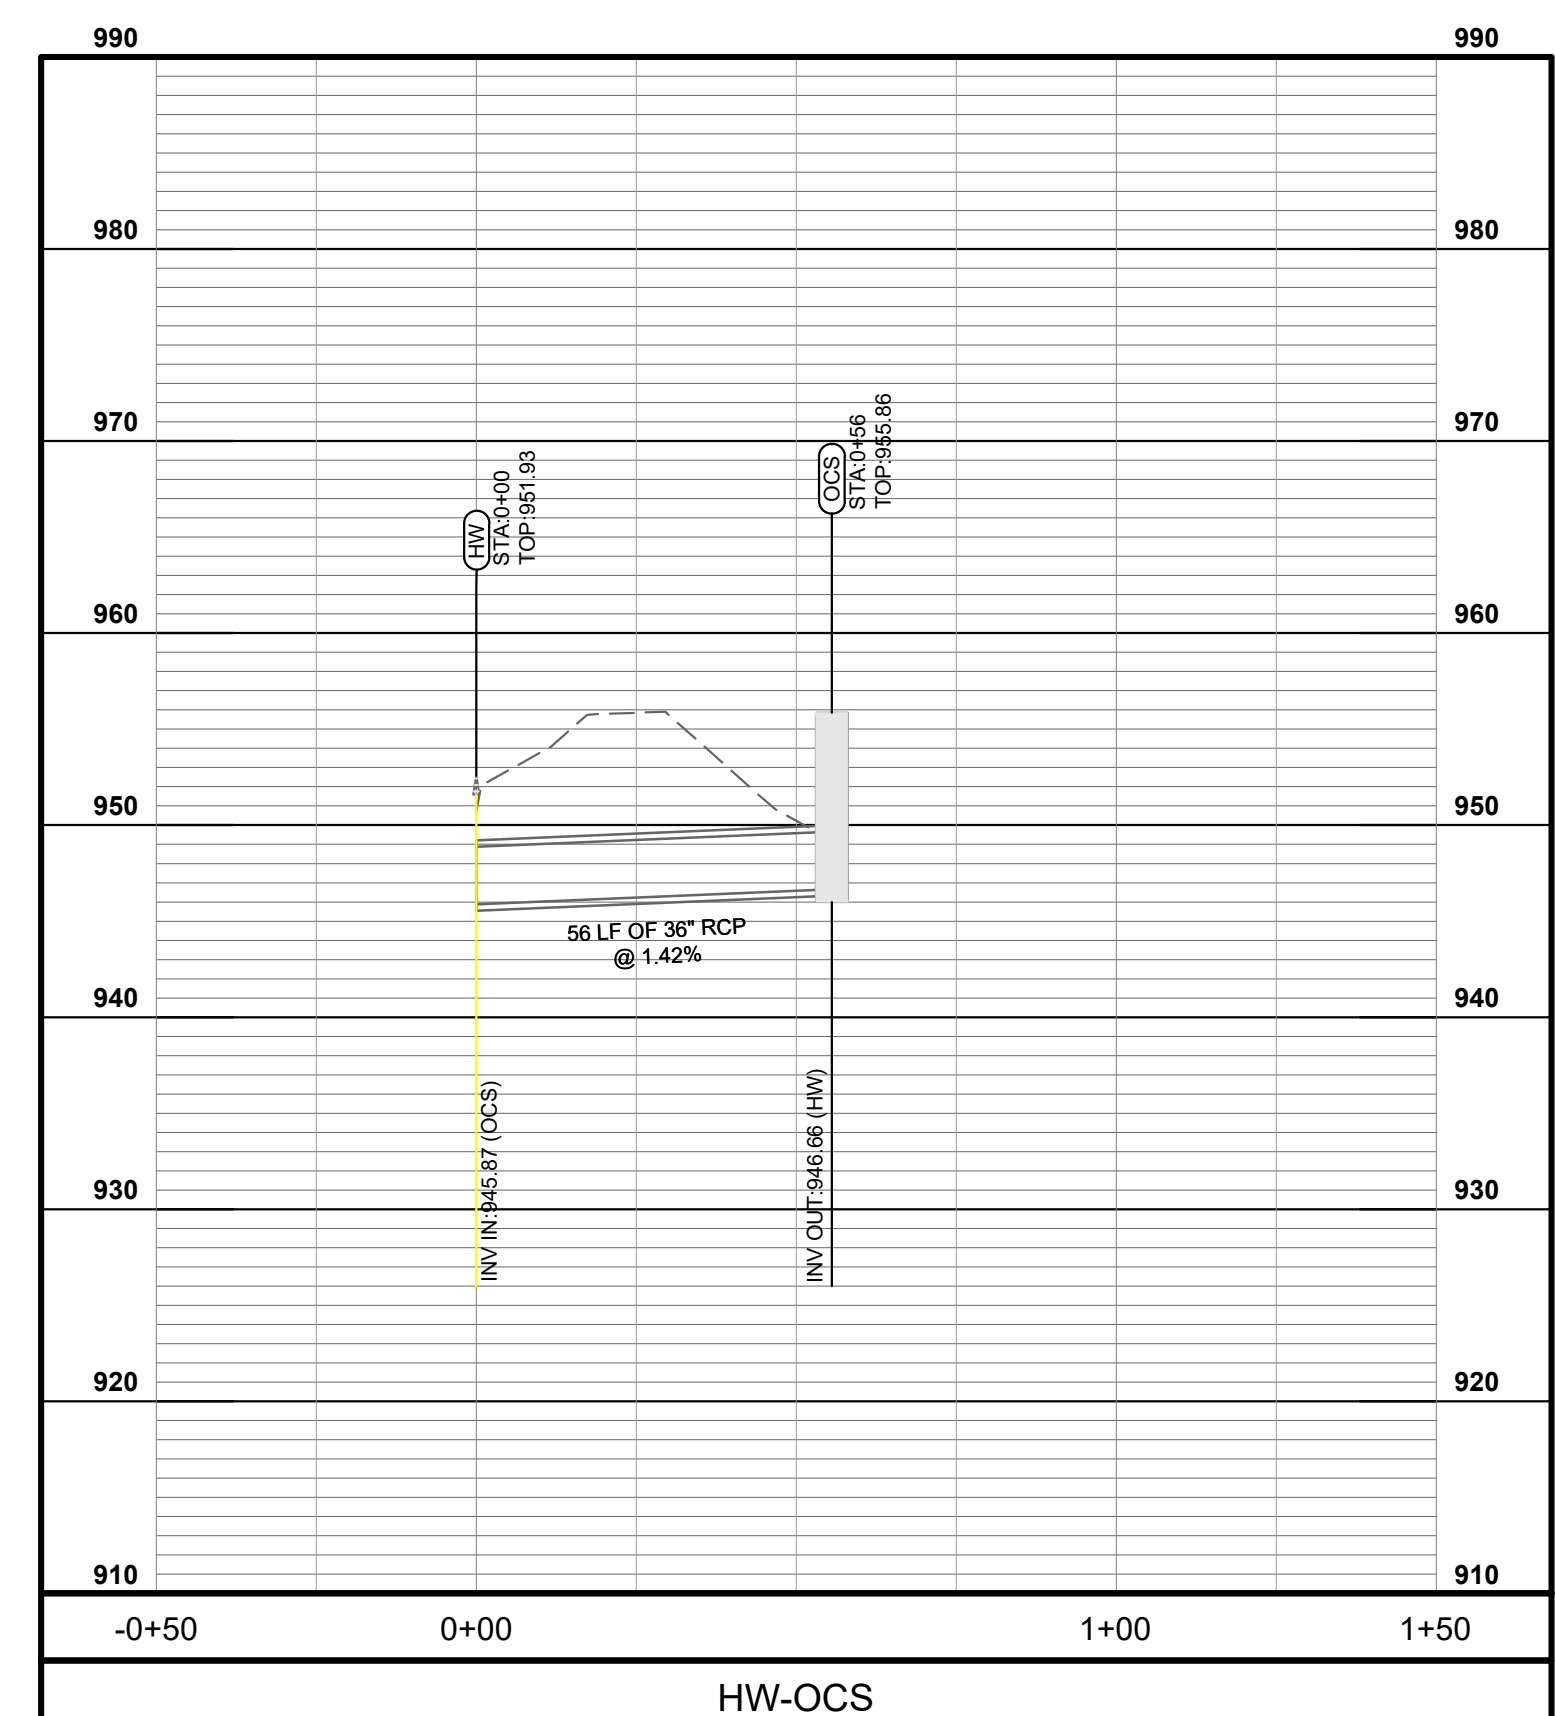 990 990
980 980
970 970
OCS
STA:0+56
TOP:955.86
HW
STA:0+00
TOP:951.93
960 960
950 950
56 LF OF 36" RCP
@ 1.42%
940 940
INV IN:945.87 (OCS)
INV OUT:946.66 (HW)
930 930
920 920
910 910
-0+50 0+00 1+00 1+50
HW-OCS